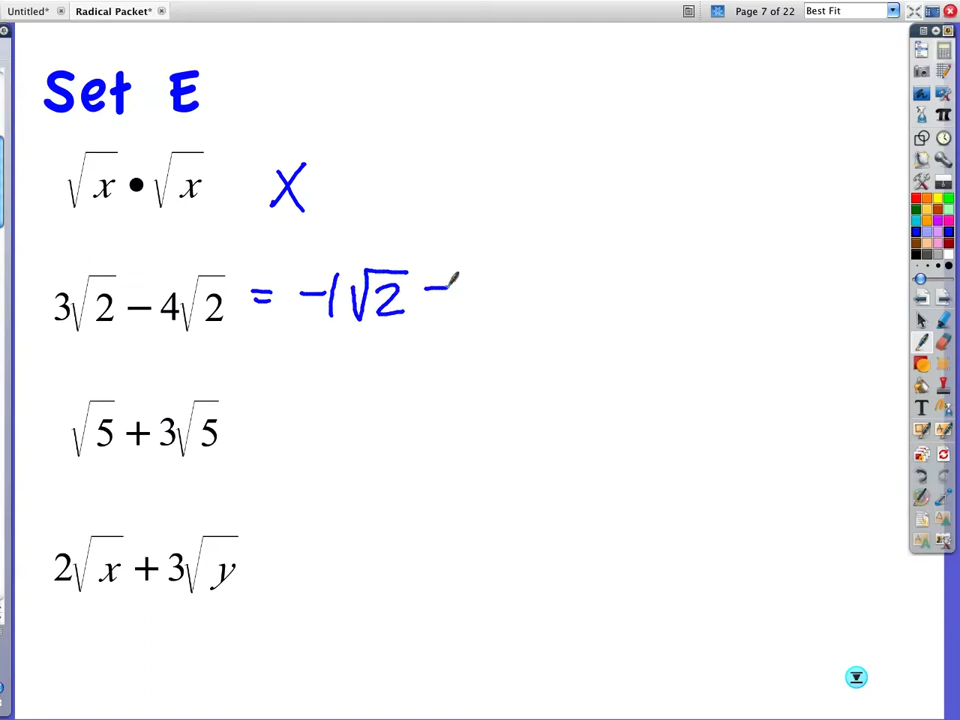 Untitled* Radical Packet* Page 7 of 22 Best Fit
Set E
√x • √x X
3√2 − 4√2 = −1√2 −
√5 + 3√5
2√x + 3√y